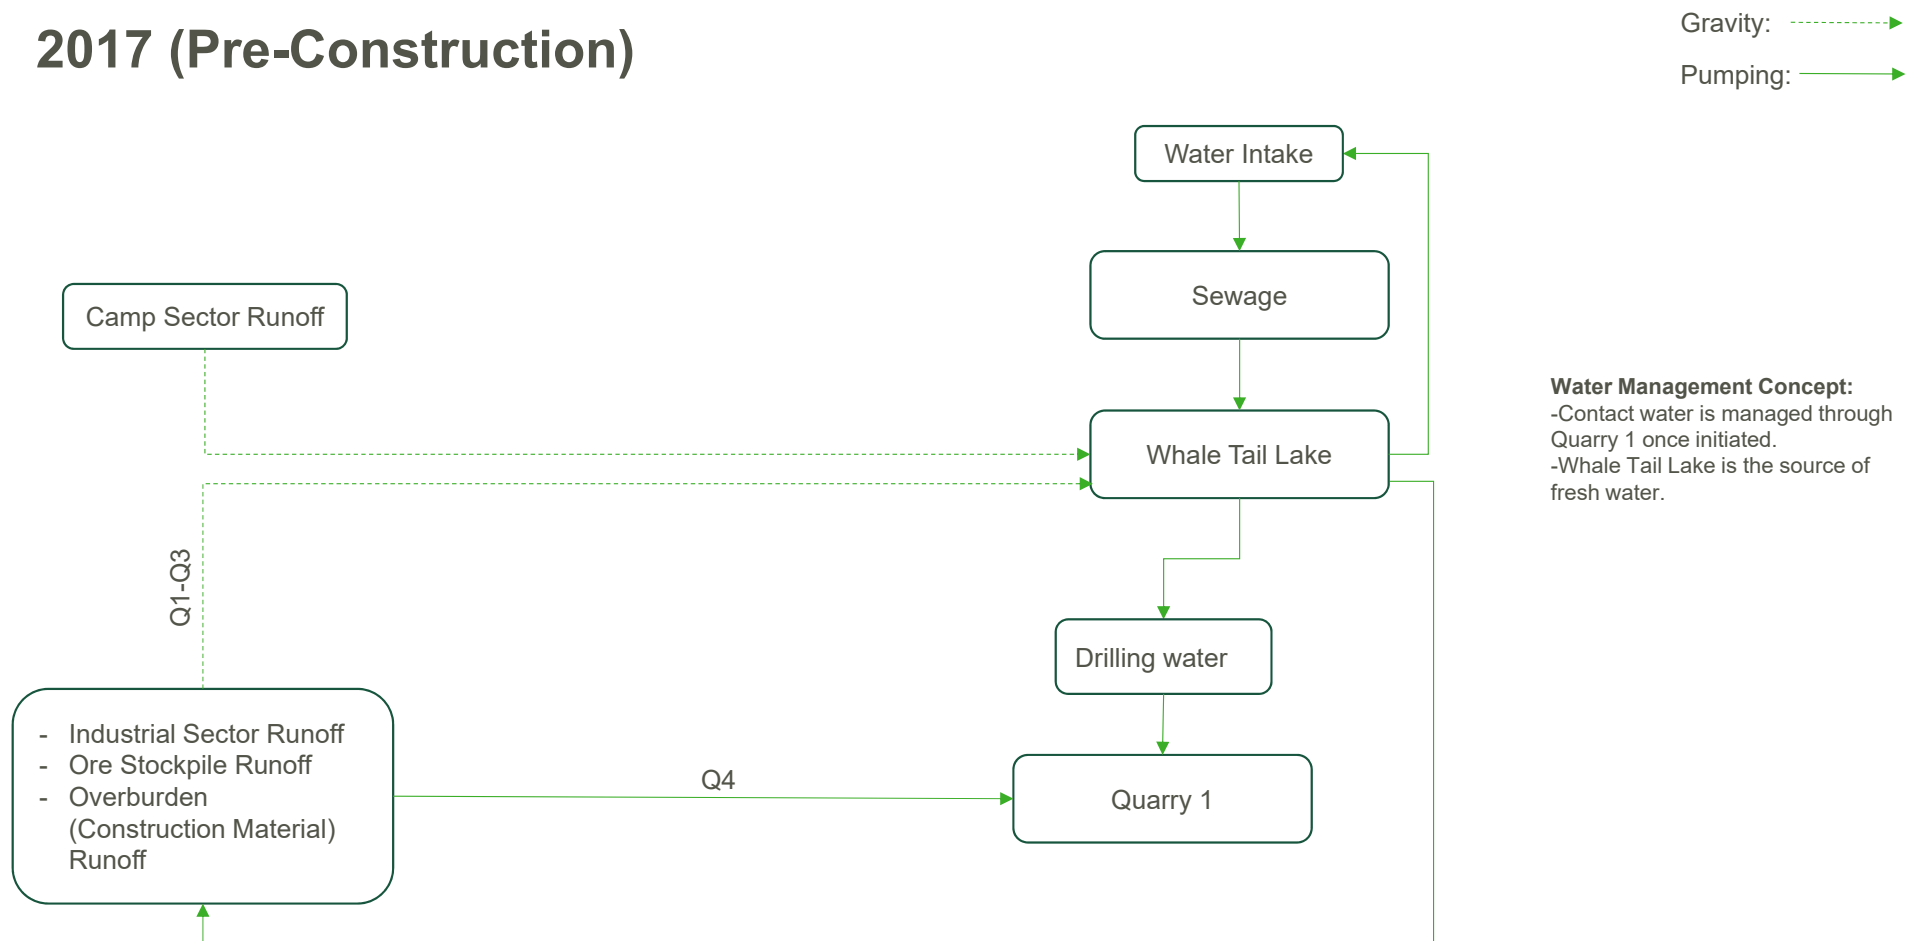 2017 (Pre-Construction)
Gravity:
Pumping:
Water Intake
Sewage
Camp Sector Runoff
Water Management Concept:
-Contact water is managed through
Quarry 1 once initiated.
-Whale Tail Lake is the source of
fresh water.
Whale Tail Lake
Q1-Q3
Drilling water
- Industrial Sector Runoff
- Ore Stockpile Runoff
- Overburden
(Construction Material)
Runoff
Q4
Quarry 1